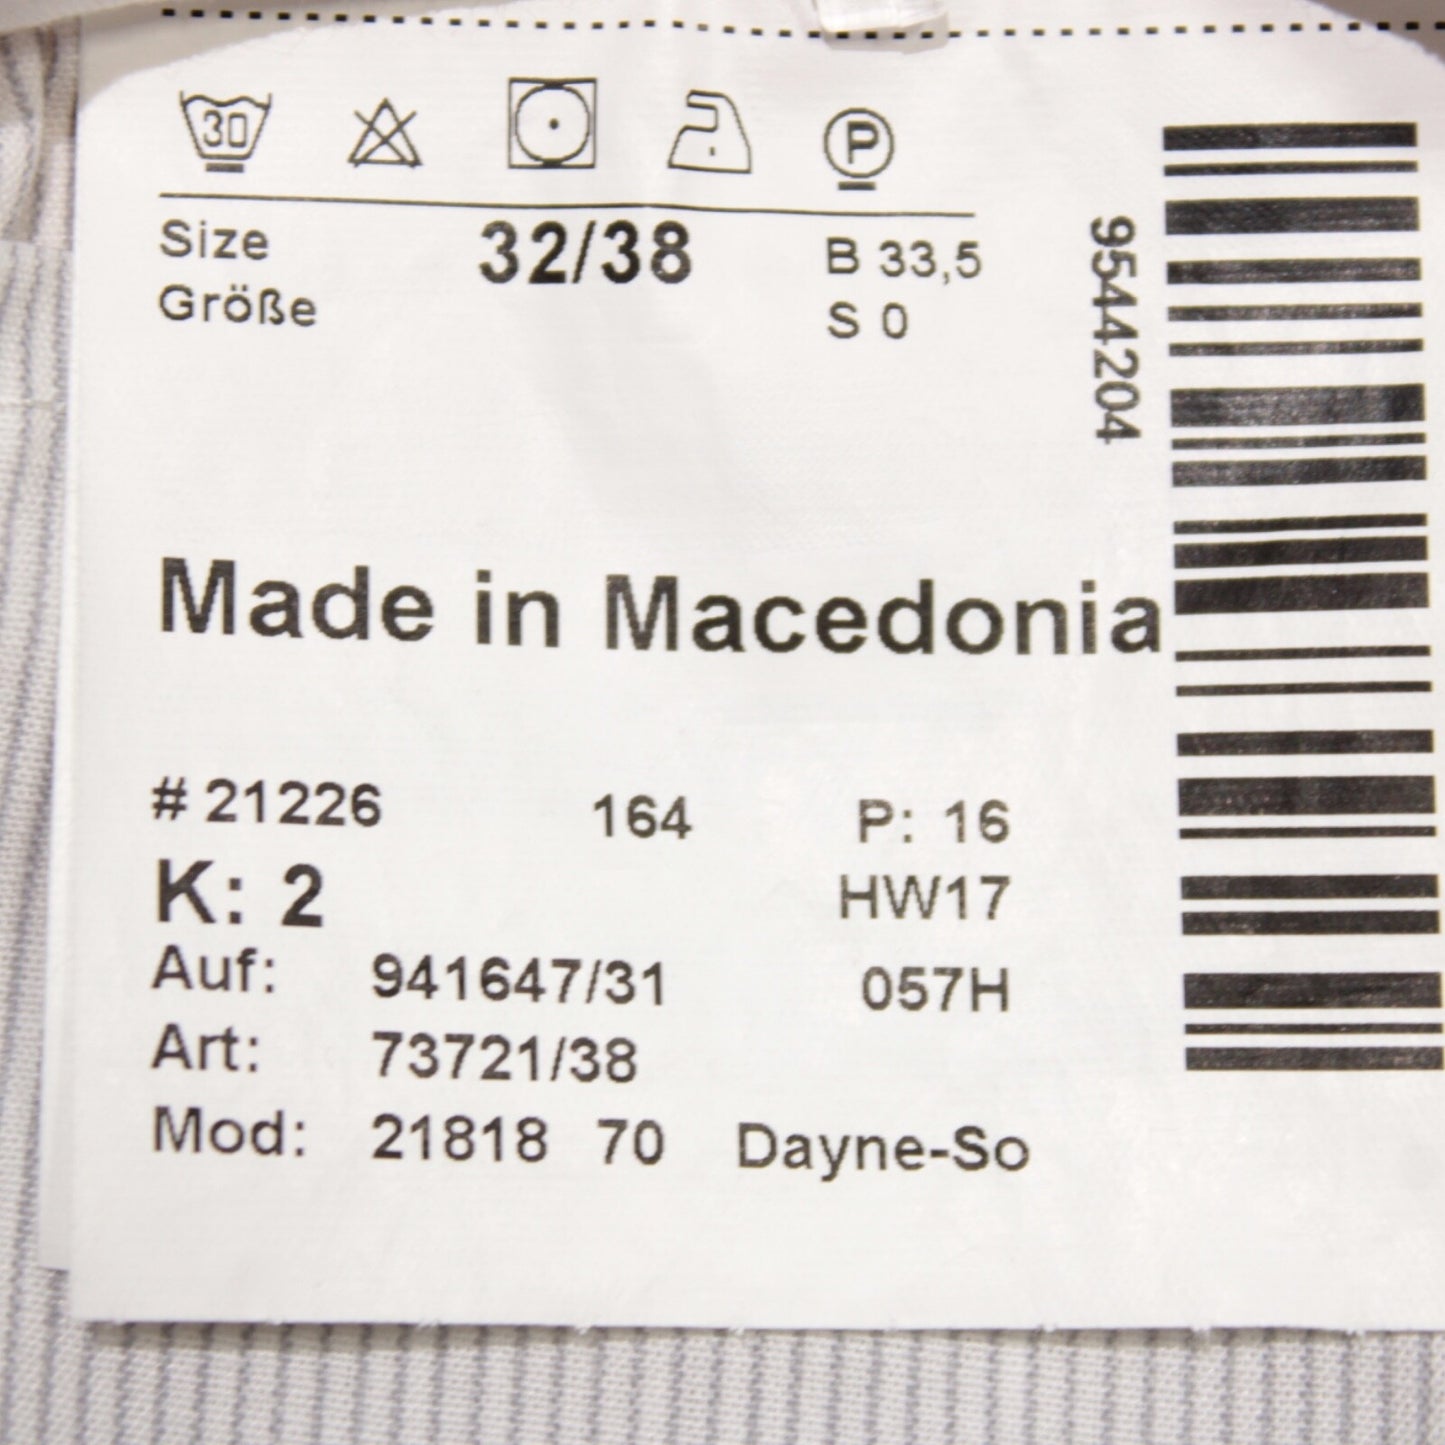 30
P
Size 32/38 B 33,5
Größe S 0
9544204
Made in Macedonia
# 21226 164 P: 16
K: 2 HW17
Auf: 941647/31 057H
Art: 73721/38
Mod: 21818 70 Dayne-So